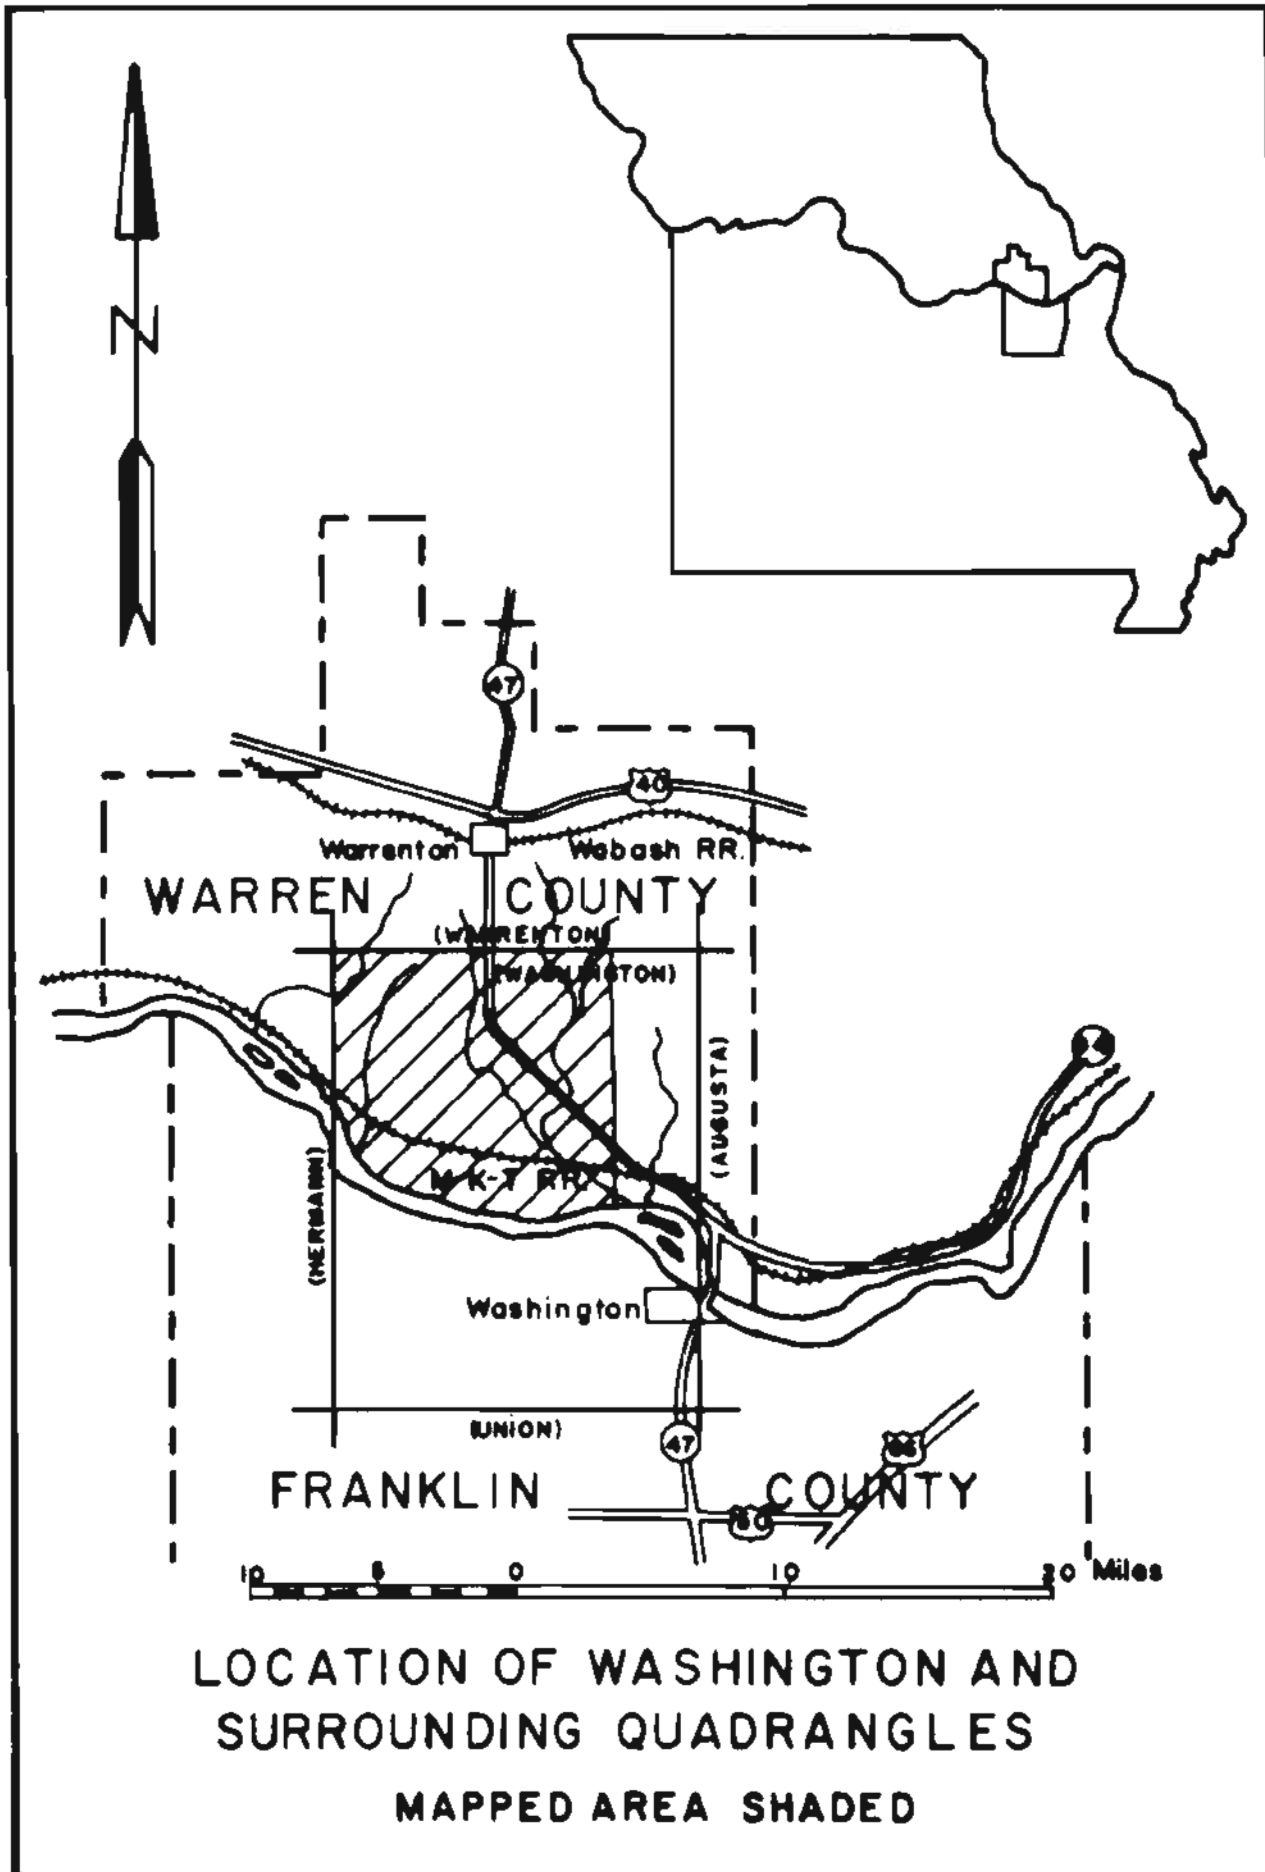 N
47
40
Warrenton
Wabash RR.
WARREN COUNTY
(WARRENTON)
(WASHINGTON)
(AUGUSTA)
M-K-T RR.
(HERMANN)
Washington
(UNION)
47
66
FRANKLIN COUNTY
50
10 5 0 10 20 Miles
LOCATION OF WASHINGTON AND
SURROUNDING QUADRANGLES
MAPPED AREA SHADED